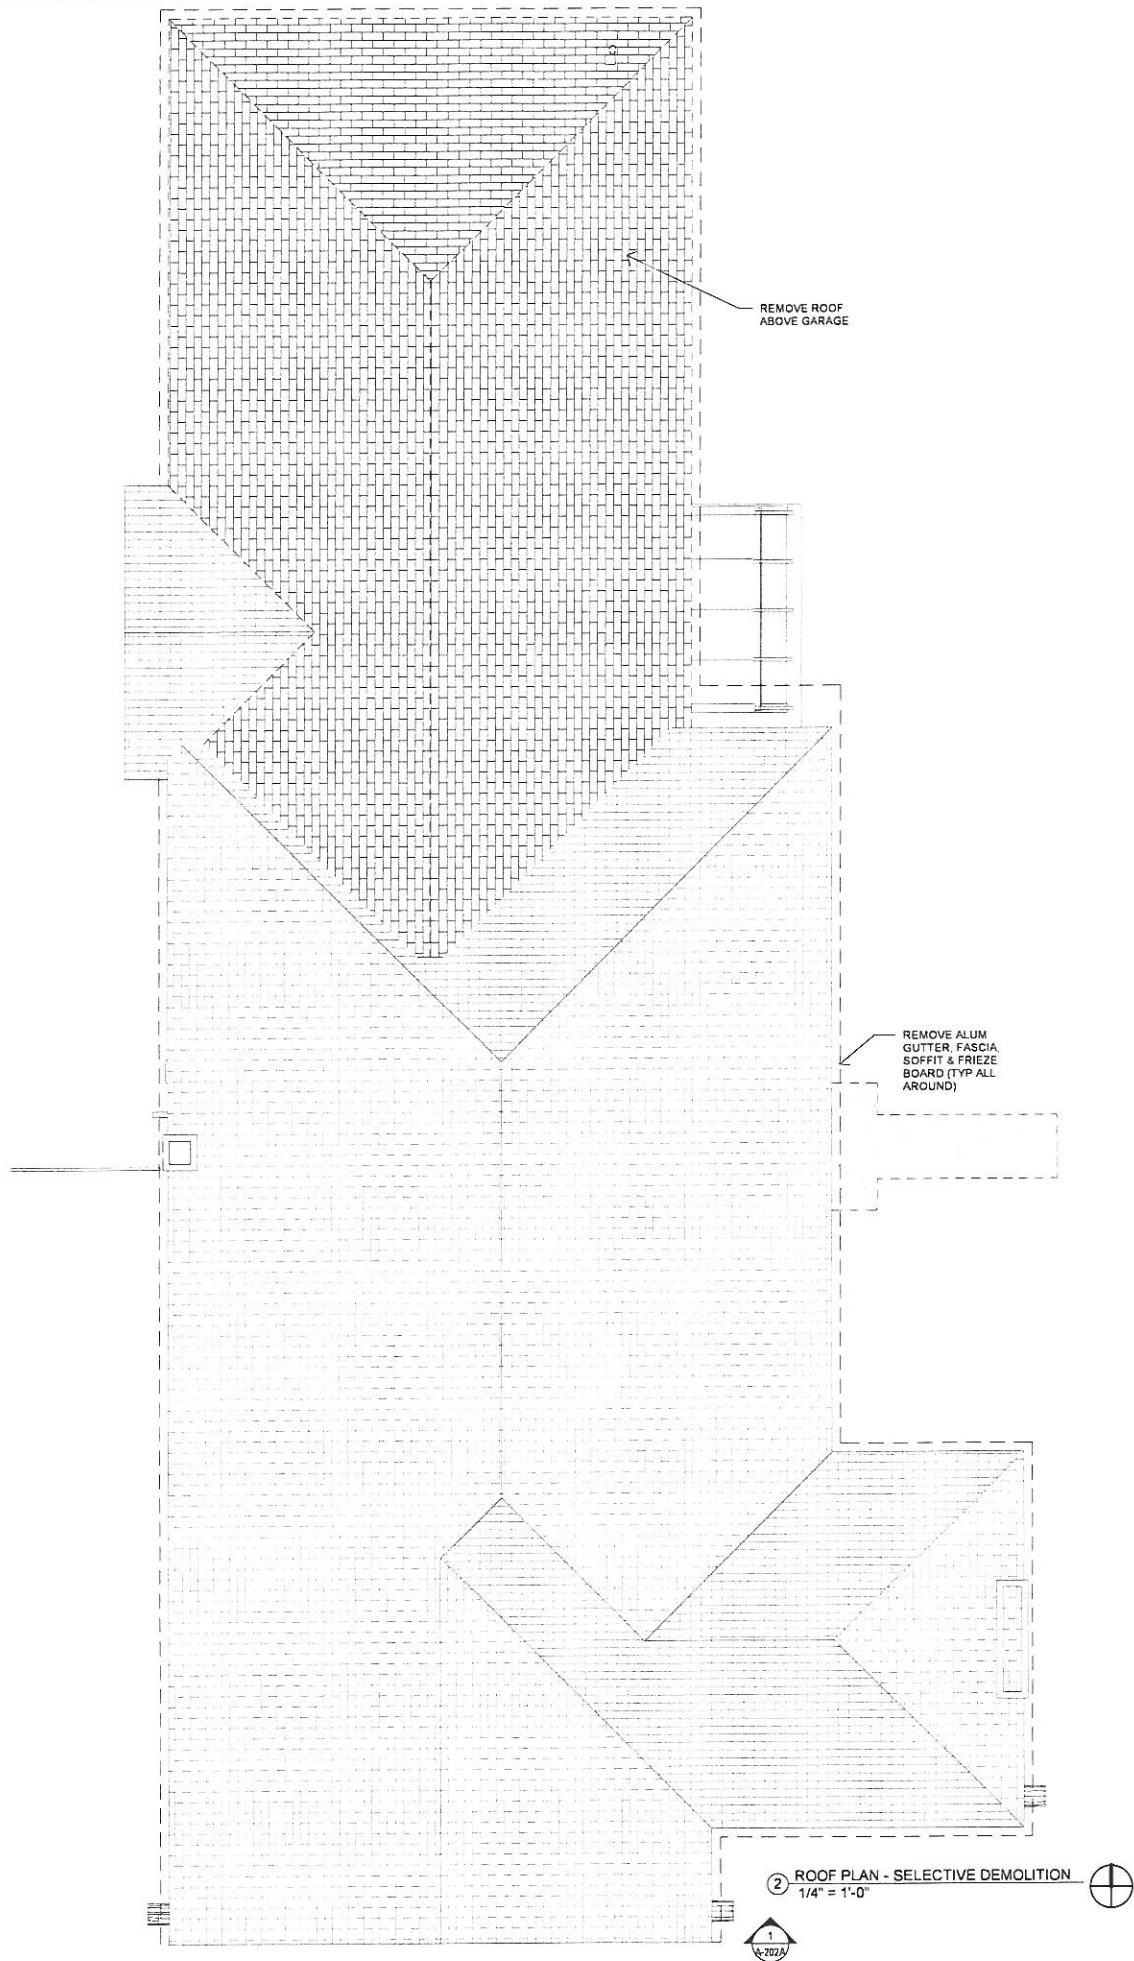 REMOVE ROOF
ABOVE GARAGE
REMOVE ALUM
GUTTER, FASCIA,
SOFFIT & FRIEZE
BOARD (TYP ALL
AROUND)
2 ROOF PLAN - SELECTIVE DEMOLITION
1/4" = 1'-0"
1
A-202A